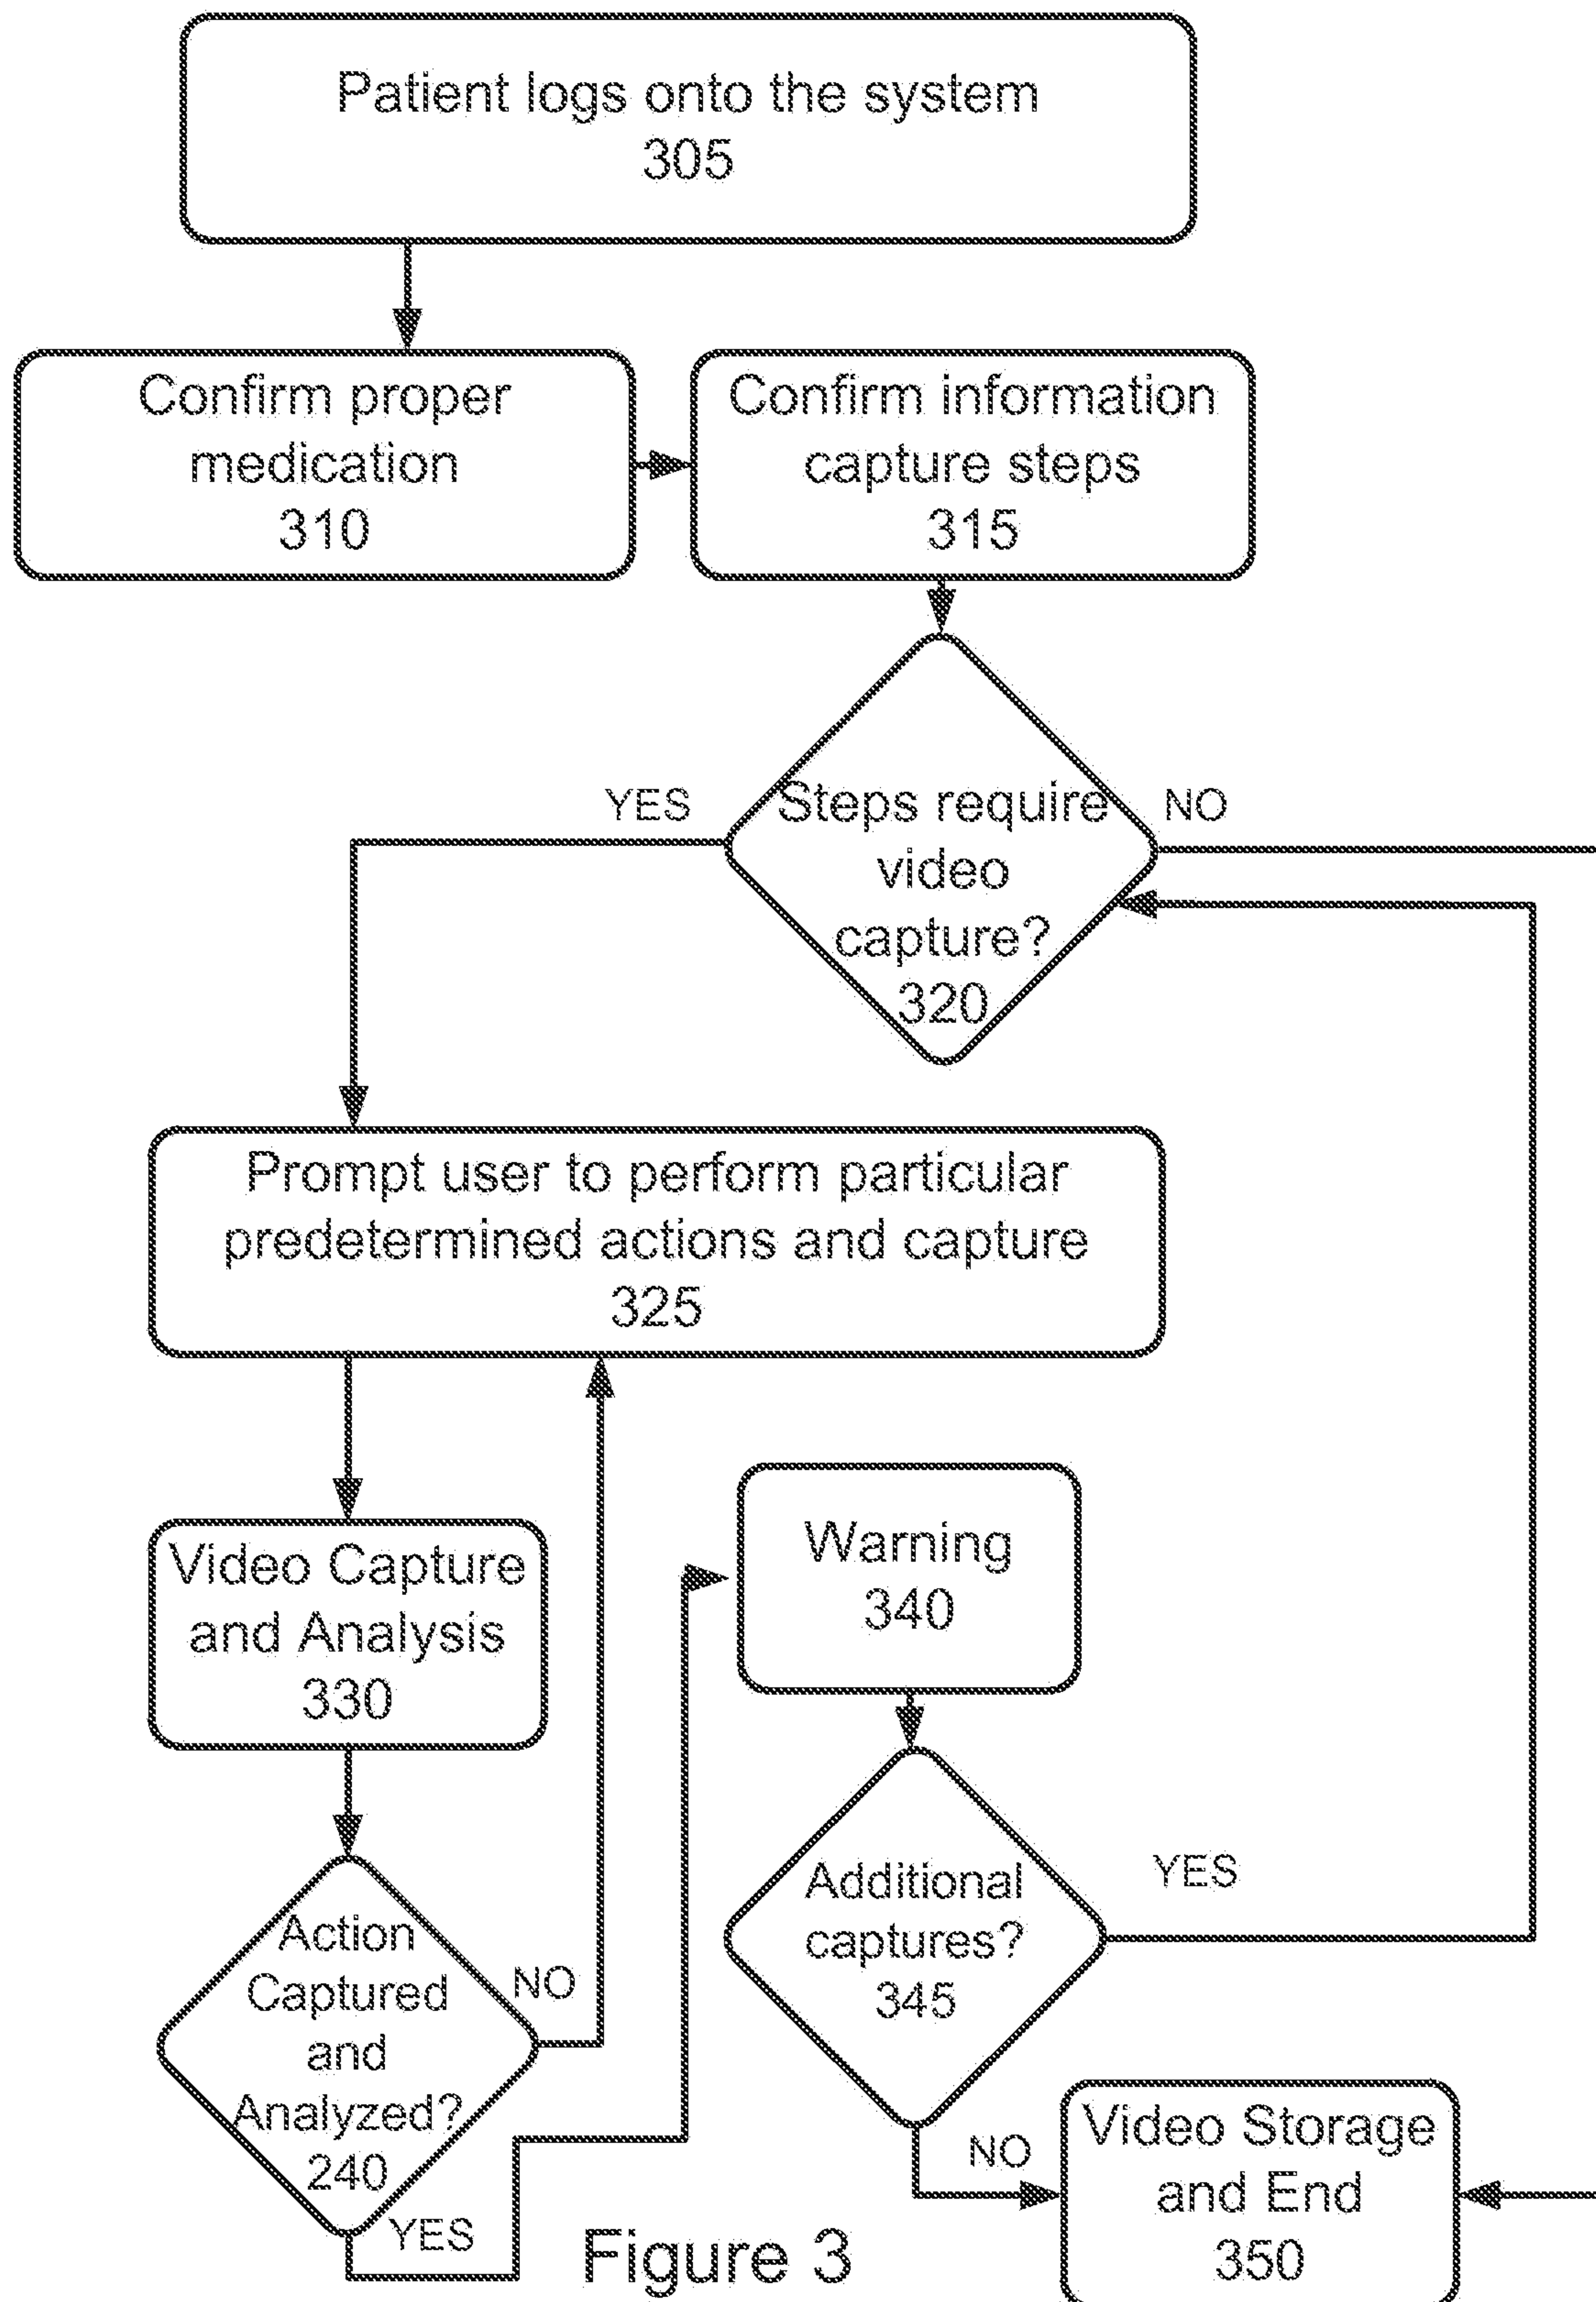 Patient logs onto the system
305
Confirm proper
medication
310
Confirm information
capture steps
315
YES
Steps require
video
capture?
320
NO
Prompt user to perform particular
predetermined actions and capture
325
Video Capture
and Analysis
330
Warning
340
Action
Captured
and
Analyzed?
240
NO
YES
Additional
captures?
345
YES
NO
Video Storage
and End
350
Figure 3